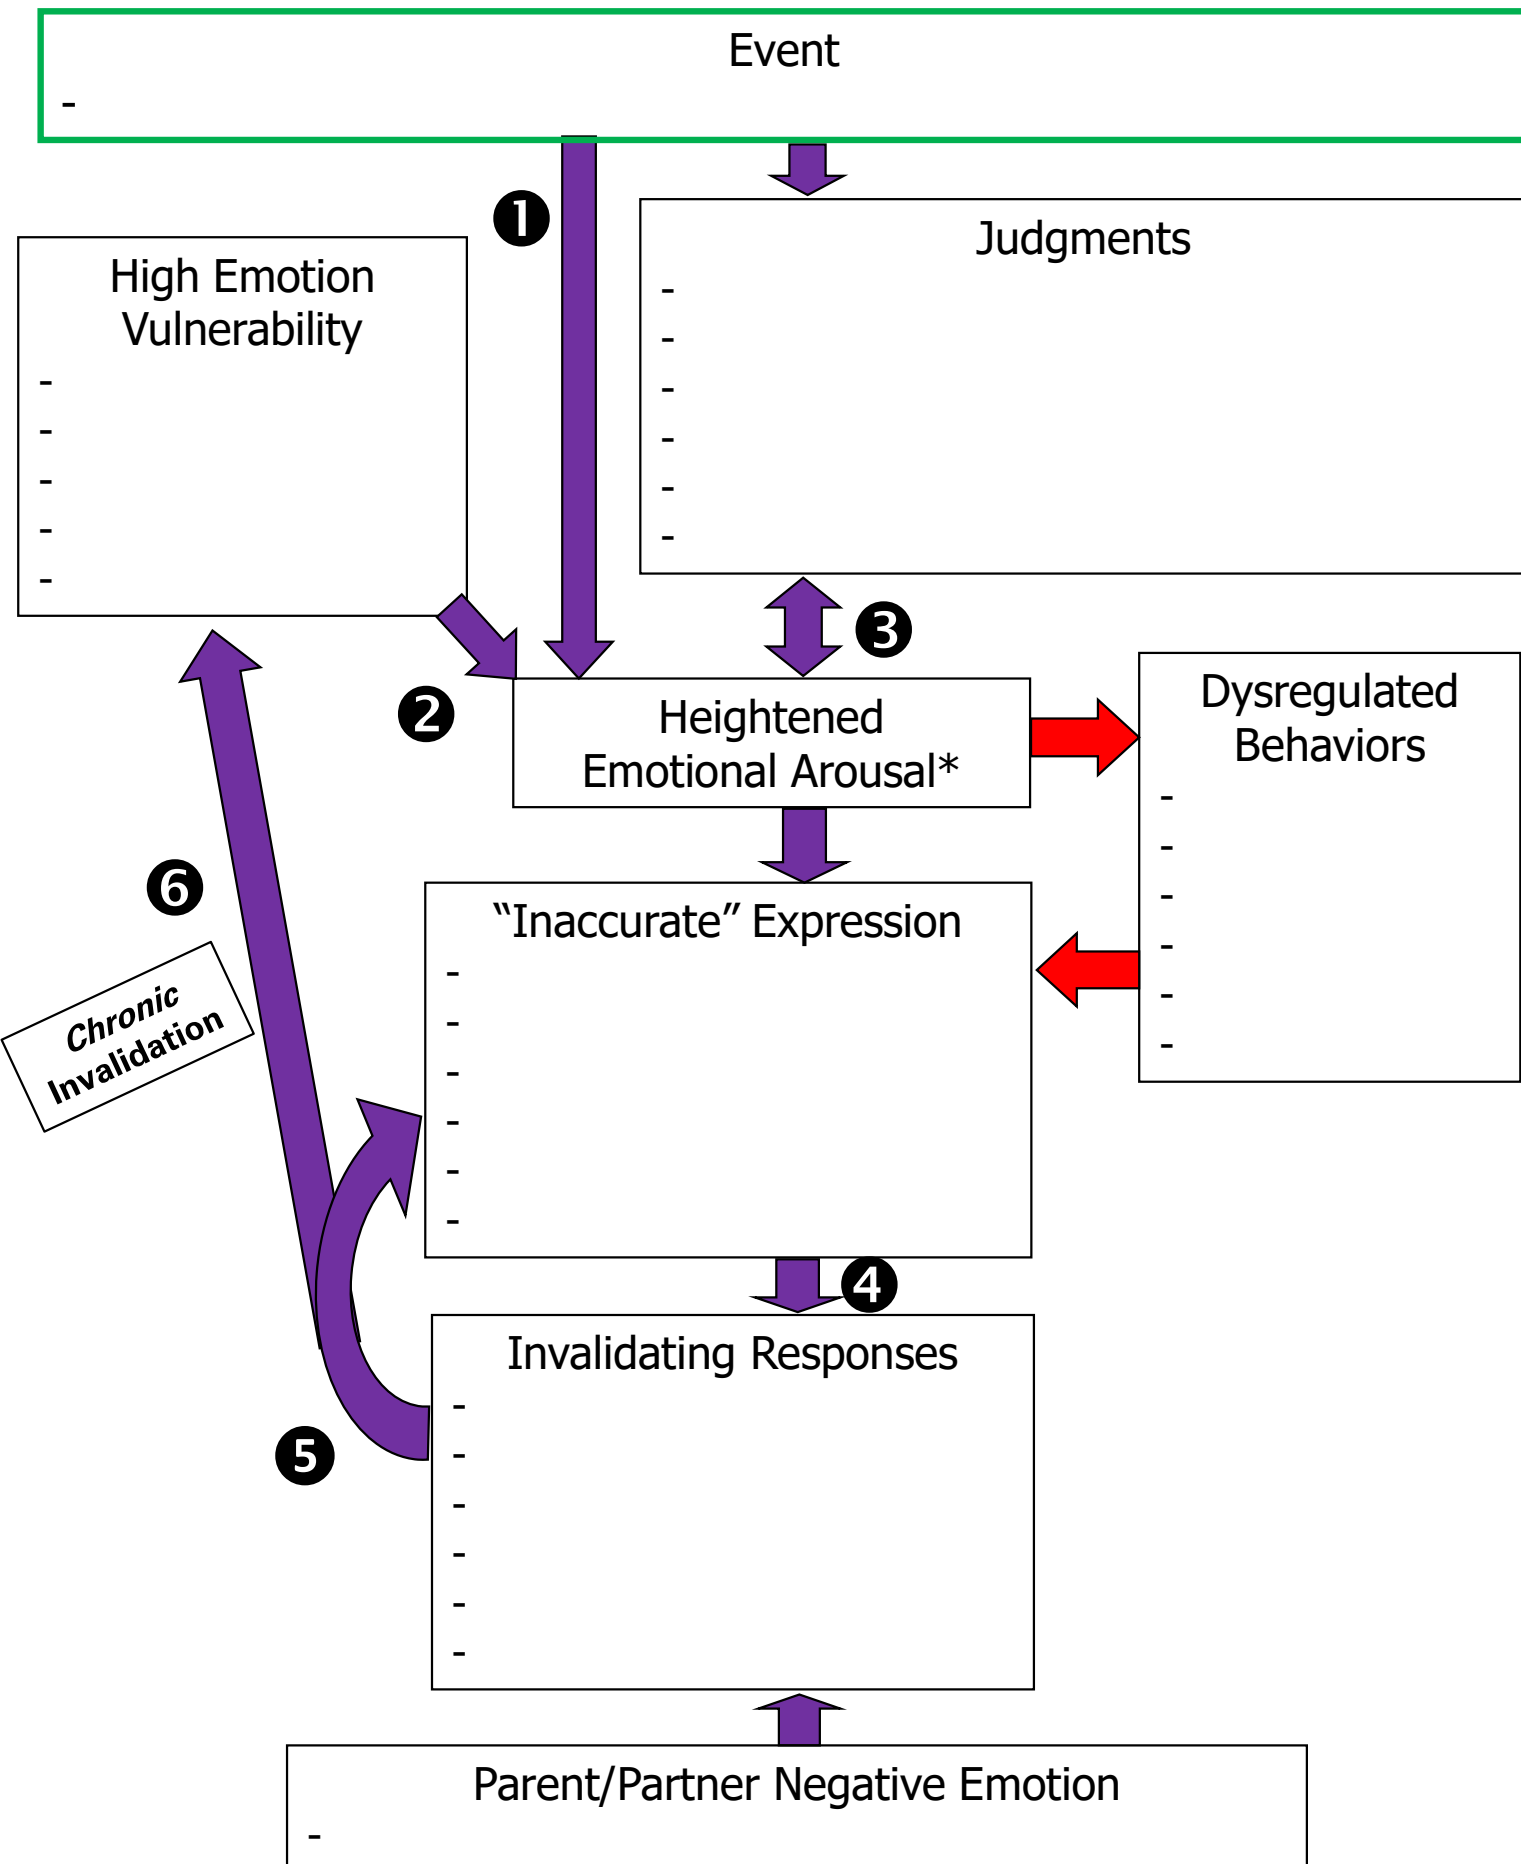 Event
-
❶
Judgments
-
-
-
-
-
-
High Emotion
Vulnerability
-
-
-
-
-
❸
❷
Heightened
Emotional Arousal*
Dysregulated
Behaviors
-
-
-
-
-
-
❻
Chronic
Invalidation
“Inaccurate” Expression
-
-
-
-
-
-
❹
Invalidating Responses
-
-
-
-
-
-
❺
Parent/Partner Negative Emotion
-